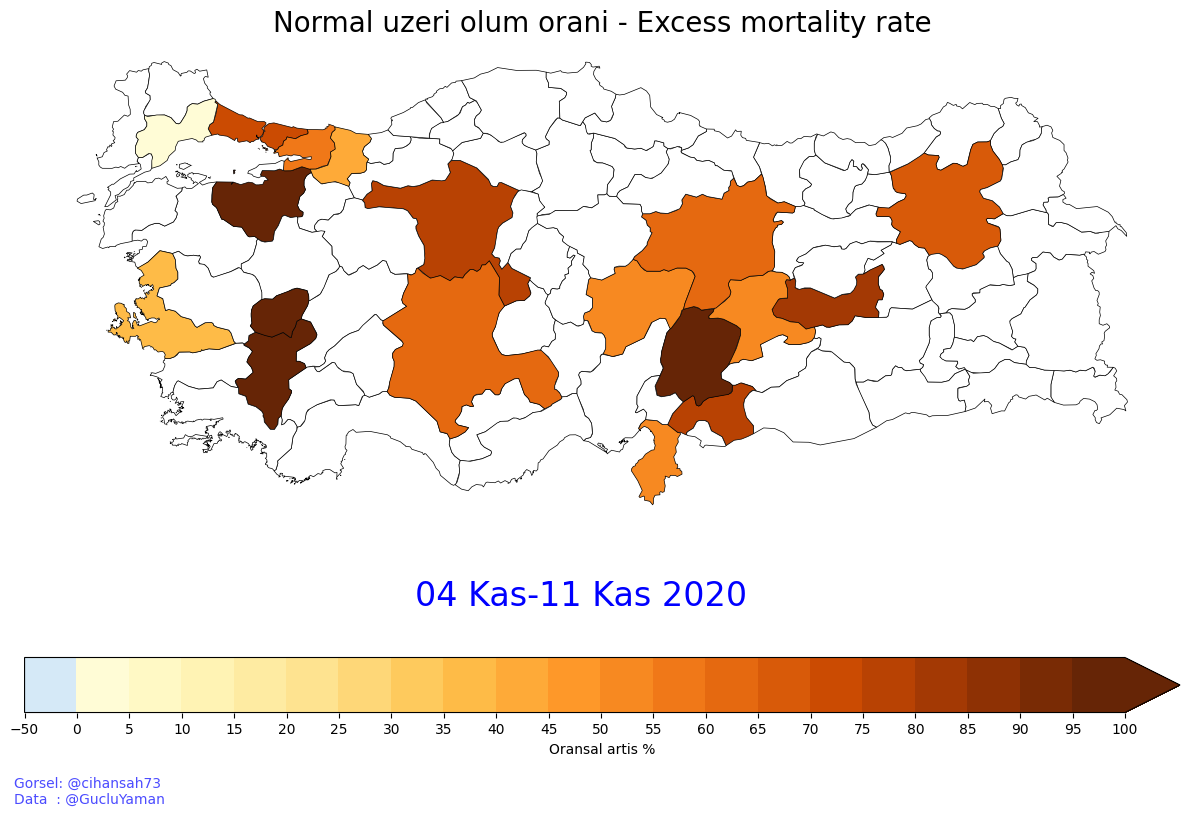 Normal uzeri olum orani - Excess mortality rate
04 Kas-11 Kas 2020
−50 0 5 10 15 20 25 30 35 40 45 50 55 60 65 70 75 80 85 90 95 100
Oransal artis %
Gorsel: @cihansah73
Data  : @GucluYaman